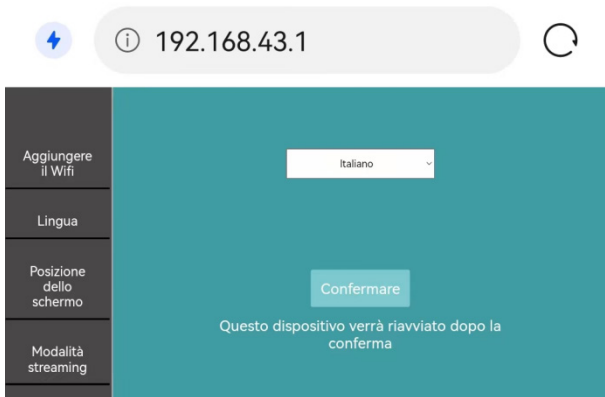 192.168.43.1
Aggiungere
il Wifi
Lingua
Posizione
dello
schermo
Modalità
streaming
Italiano
Confermare
Questo dispositivo verrà riavviato dopo la
conferma